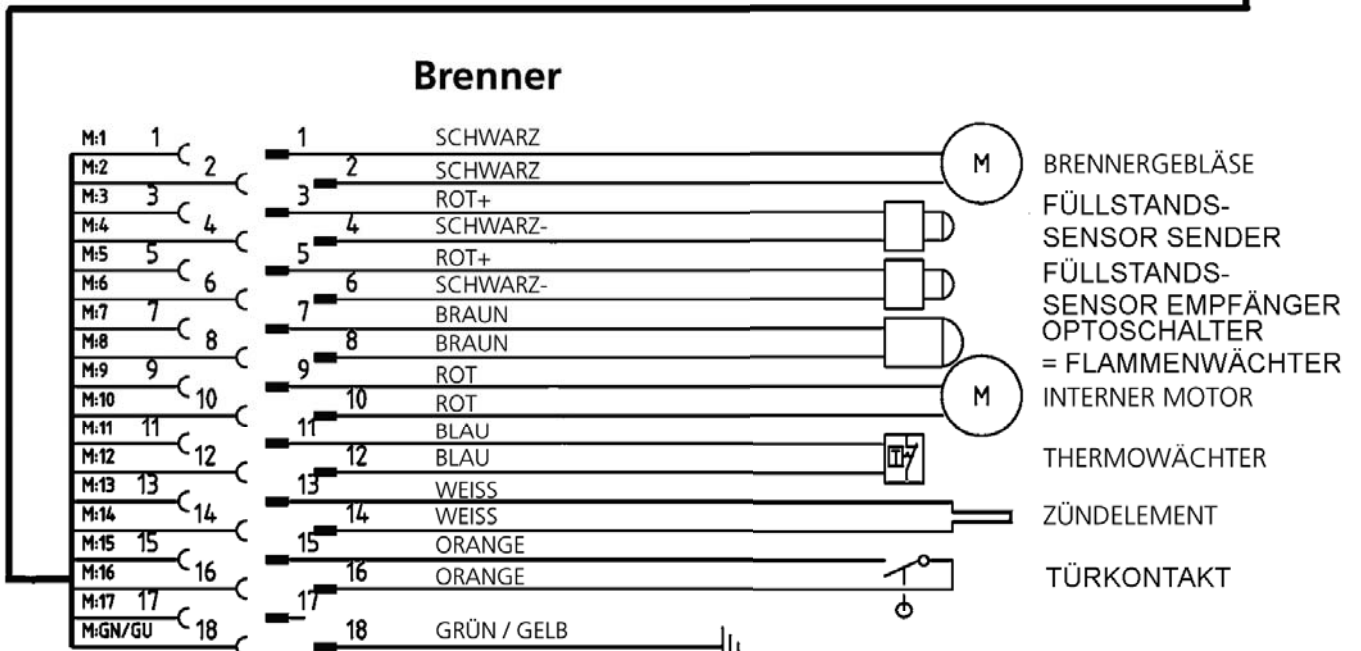 Brenner
M:1 1 1 SCHWARZ
M:2 2 2 SCHWARZ
M BRENNERGEBLÄSE
M:3 3 3 ROT+
M:4 4 4 SCHWARZ-
FÜLLSTANDS-
SENSOR SENDER
M:5 5 5 ROT+
M:6 6 6 SCHWARZ-
FÜLLSTANDS-
SENSOR EMPFÄNGER
M:7 7 7 BRAUN
M:8 8 8 BRAUN
OPTOSCHALTER
= FLAMMENWÄCHTER
M:9 9 9 ROT
M:10 10 10 ROT
M INTERNER MOTOR
M:11 11 11 BLAU
M:12 12 12 BLAU
THERMOWÄCHTER
M:13 13 13 WEISS
M:14 14 14 WEISS
ZÜNDELEMENT
M:15 15 15 ORANGE
M:16 16 16 ORANGE
TÜRKONTAKT
M:17 17 17
M:GN/GU 18 18 GRÜN / GELB